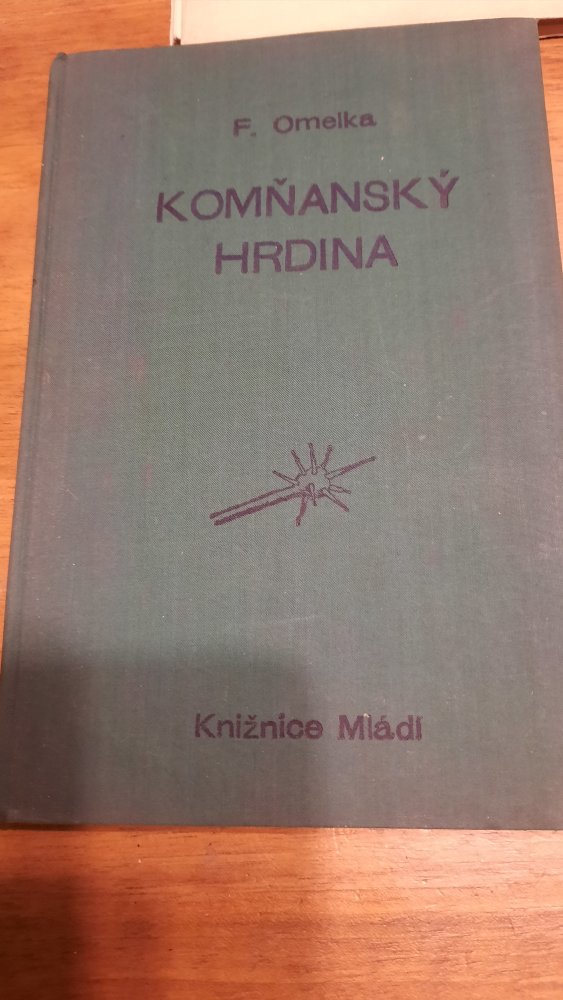 F. Omelka
KOMŇANSKÝ
HRDINA
Knižnice Mládí